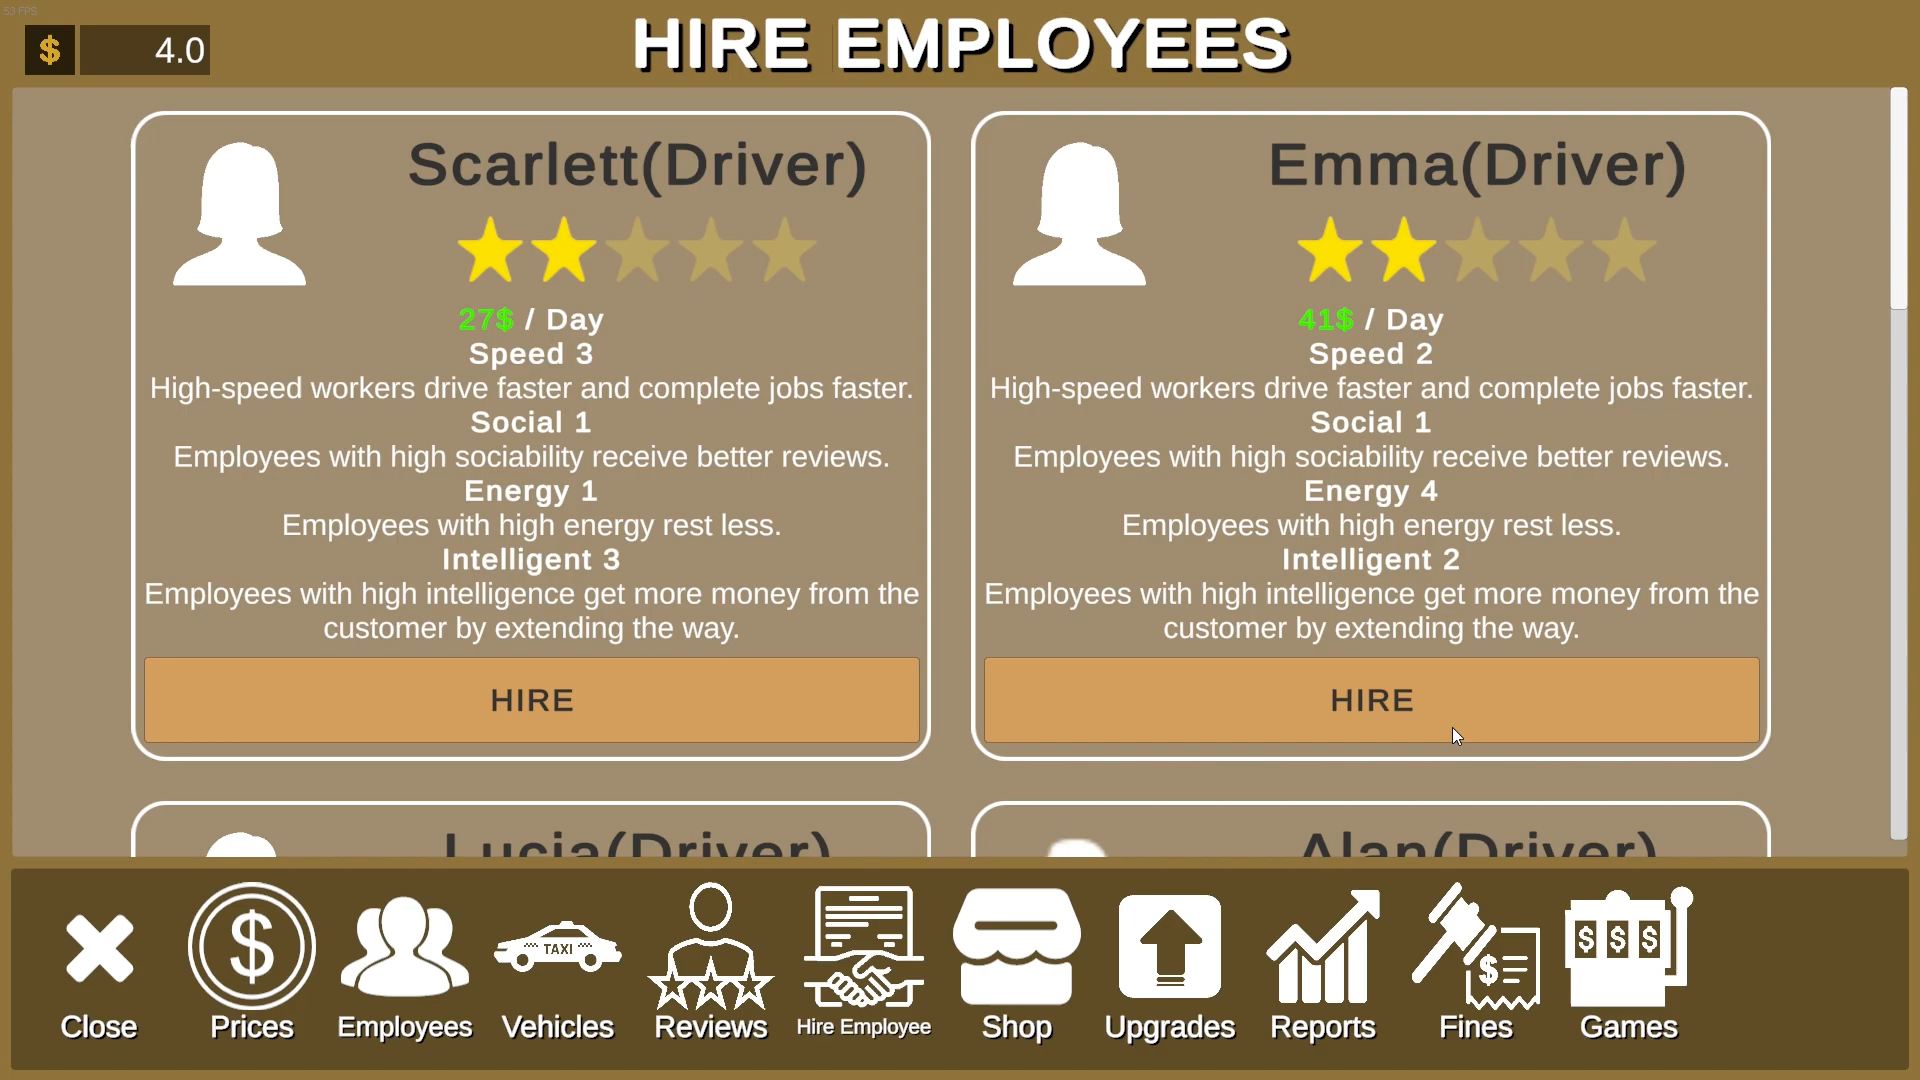 53 FPS
$ 4.0
HIRE EMPLOYEES
Scarlett(Driver)
27$ / Day
Speed 3
High-speed workers drive faster and complete jobs faster.
Social 1
Employees with high sociability receive better reviews.
Energy 1
Employees with high energy rest less.
Intelligent 3
Employees with high intelligence get more money from the
customer by extending the way.
HIRE
Emma(Driver)
41$ / Day
Speed 2
High-speed workers drive faster and complete jobs faster.
Social 1
Employees with high sociability receive better reviews.
Energy 4
Employees with high energy rest less.
Intelligent 2
Employees with high intelligence get more money from the
customer by extending the way.
HIRE
Lucia(Driver)
Alan(Driver)
$
TAXI
$
$ $ $
Close
Prices
Employees
Vehicles
Reviews
Hire Employee
Shop
Upgrades
Reports
Fines
Games